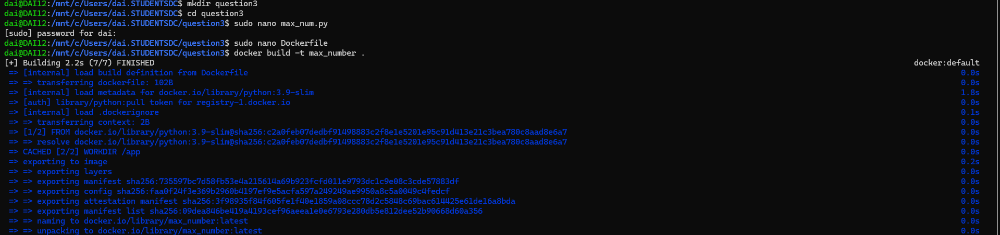 dai@DAI12:/mnt/c/Users/dai.STUDENTSDC$ mkdir question3
dai@DAI12:/mnt/c/Users/dai.STUDENTSDC$ cd question3
dai@DAI12:/mnt/c/Users/dai.STUDENTSDC/question3$ sudo nano max_num.py
[sudo] password for dai:
dai@DAI12:/mnt/c/Users/dai.STUDENTSDC/question3$ sudo nano Dockerfile
dai@DAI12:/mnt/c/Users/dai.STUDENTSDC/question3$ docker build -t max_number .
[+] Building 2.2s (7/7) FINISHED docker:default
=> [internal] load build definition from Dockerfile 0.0s
=> => transferring dockerfile: 102B 0.0s
=> [internal] load metadata for docker.io/library/python:3.9-slim 1.8s
=> [auth] library/python:pull token for registry-1.docker.io 0.0s
=> [internal] load .dockerignore 0.1s
=> => transferring context: 2B 0.0s
=> [1/2] FROM docker.io/library/python:3.9-slim@sha256:c2a0feb07dedbf91498883c2f8e1e5201e95c91d413e21c3bea780c8aad8e6a7 0.0s
=> => resolve docker.io/library/python:3.9-slim@sha256:c2a0feb07dedbf91498883c2f8e1e5201e95c91d413e21c3bea780c8aad8e6a7 0.0s
=> CACHED [2/2] WORKDIR /app 0.0s
=> exporting to image 0.2s
=> => exporting layers 0.0s
=> => exporting manifest sha256:735597bc7d58fb53e4a215614a69b923fcfd011e9793dc1c9e08c3cde57883df 0.0s
=> => exporting config sha256:faa0f24f3e369b2960b4197ef9e5acfa597a249249ae9950a8c5a0049c4fedcf 0.0s
=> => exporting attestation manifest sha256:3f98935f84f605fe1f40e1859a08ccc78d2c5848c69bac614425e61de16a8bda 0.0s
=> => exporting manifest list sha256:09dea846be419a4193cef96aeea1e0e6793e280db5e812dee52b90668d60a356 0.0s
=> => naming to docker.io/library/max_number:latest 0.0s
=> => unpacking to docker.io/library/max_number:latest 0.0s